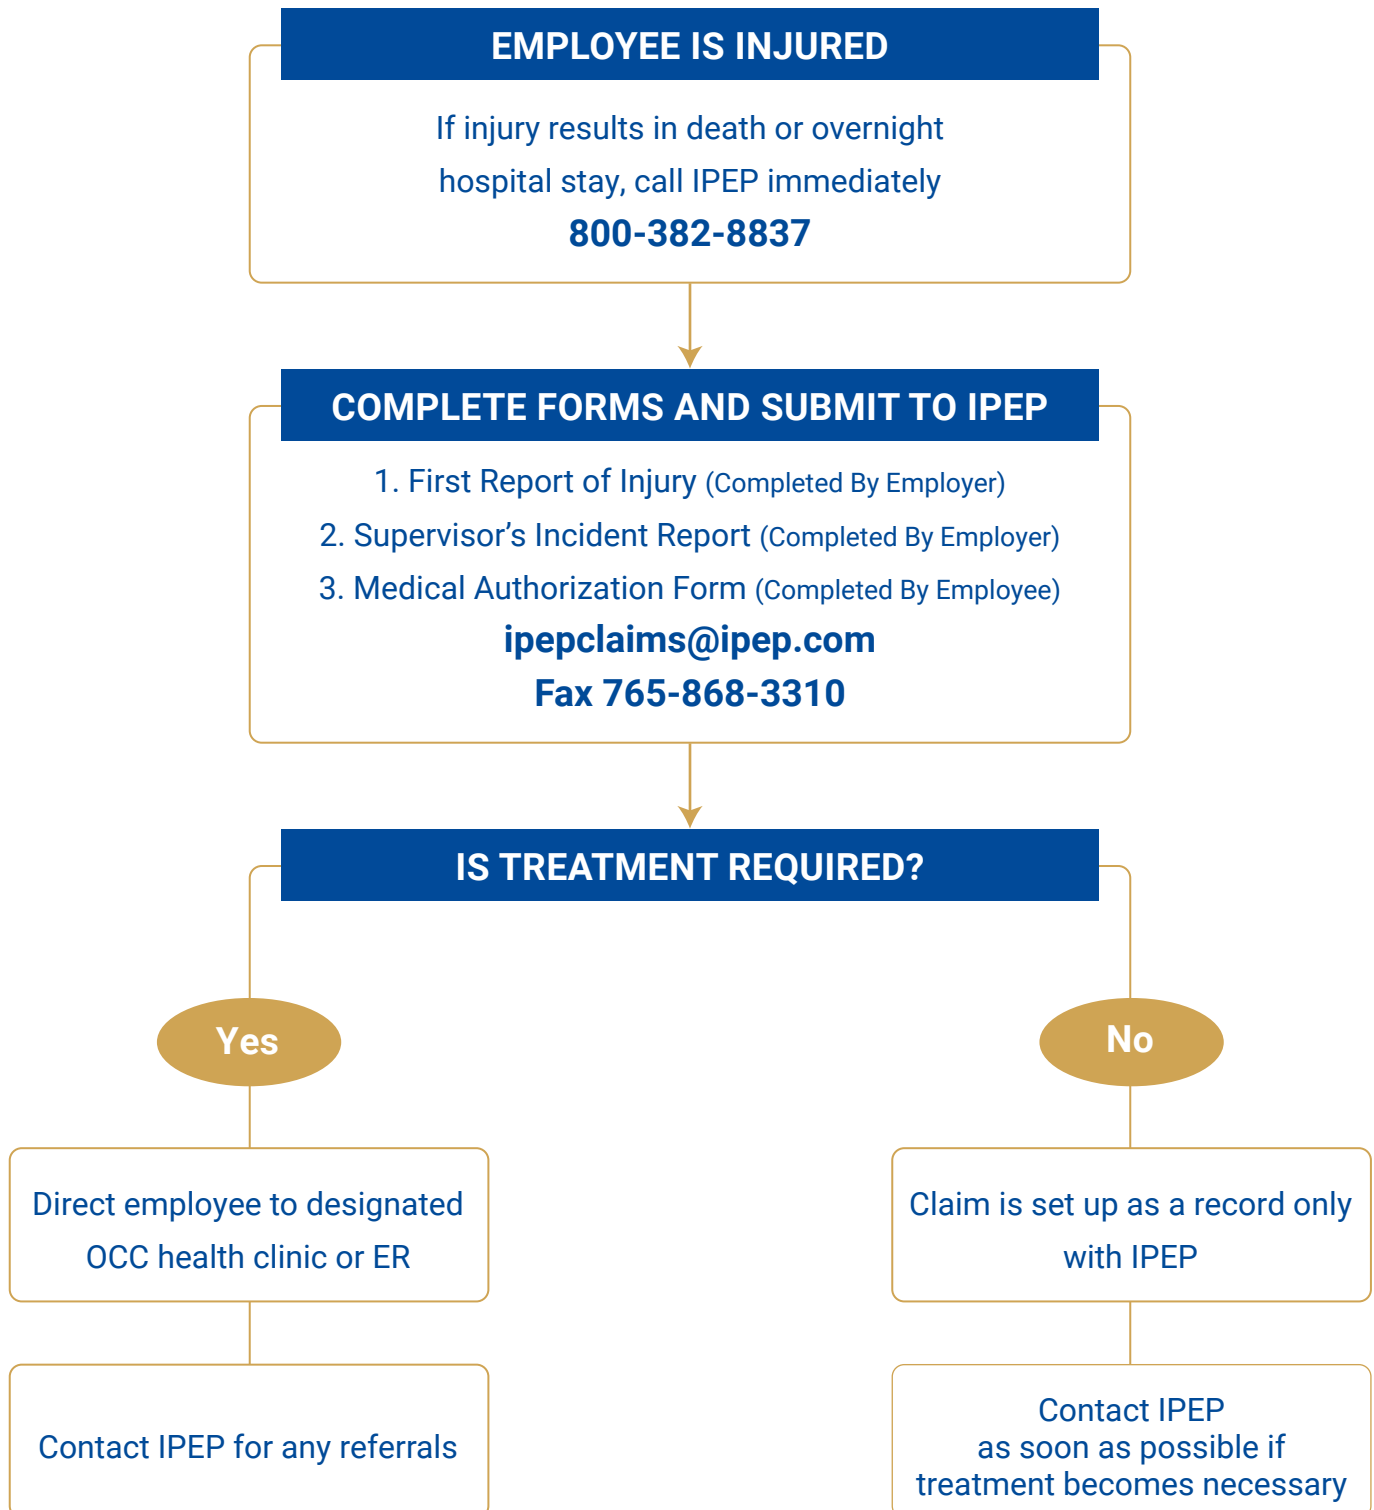 EMPLOYEE IS INJURED
If injury results in death or overnight
hospital stay, call IPEP immediately
800-382-8837
COMPLETE FORMS AND SUBMIT TO IPEP
1. First Report of Injury (Completed By Employer)
2. Supervisor’s Incident Report (Completed By Employer)
3. Medical Authorization Form (Completed By Employee)
ipepclaims@ipep.com
Fax 765-868-3310
IS TREATMENT REQUIRED?
Yes
Direct employee to designated
OCC health clinic or ER
Contact IPEP for any referrals
No
Claim is set up as a record only
with IPEP
Contact IPEP
as soon as possible if
treatment becomes necessary